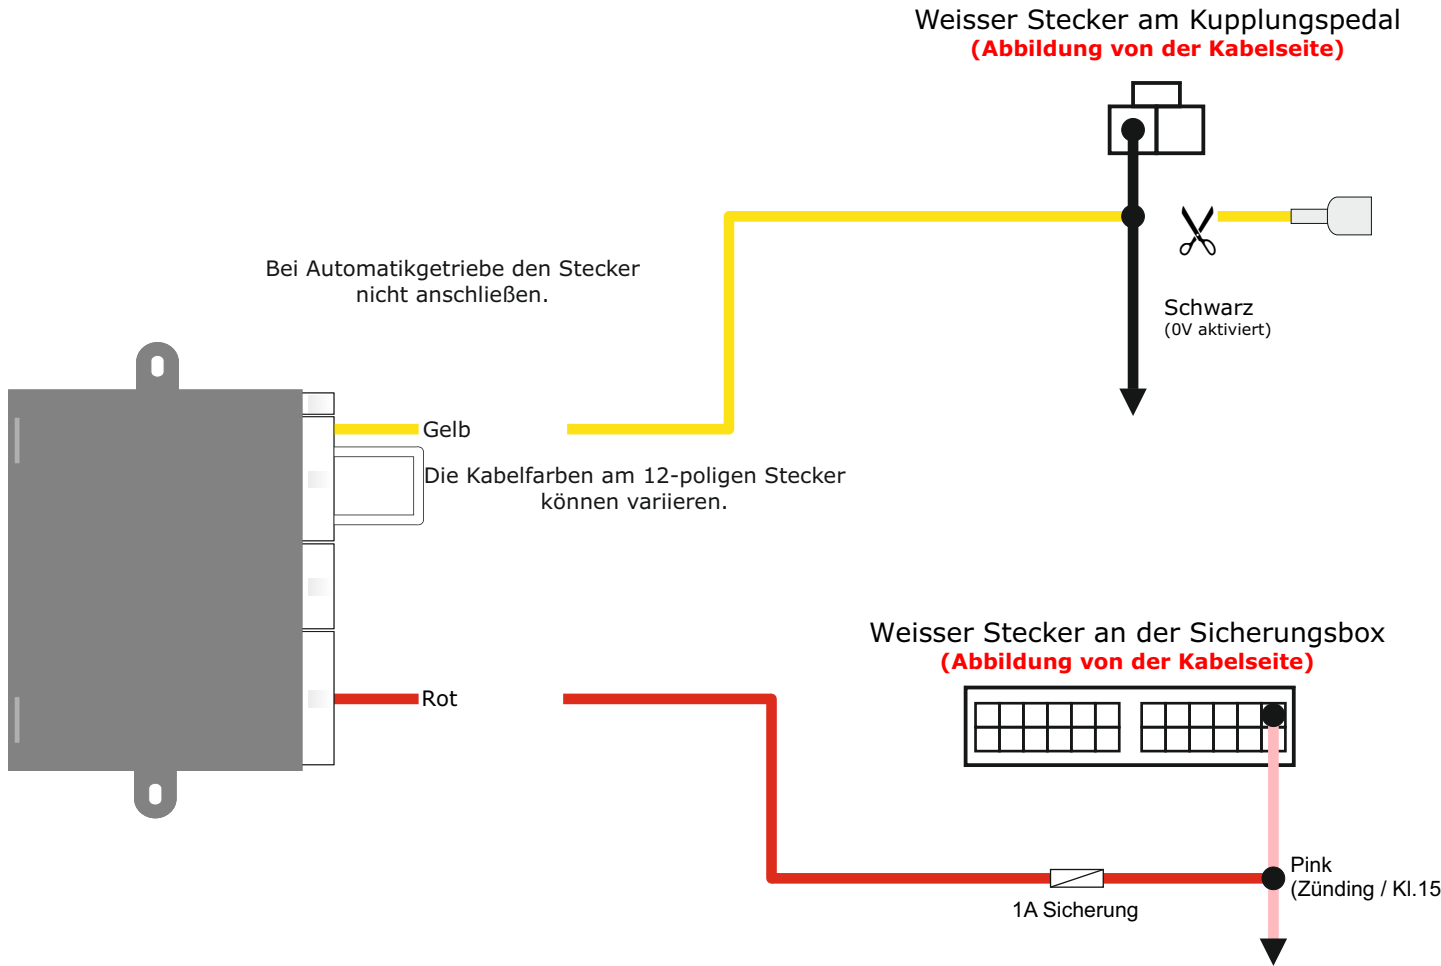 Weisser Stecker am Kupplungspedal
(Abbildung von der Kabelseite)
Bei Automatikgetriebe den Stecker
nicht anschließen.
Schwarz
(0V aktiviert)
Gelb
Die Kabelfarben am 12-poligen Stecker
können variieren.
Weisser Stecker an der Sicherungsbox
(Abbildung von der Kabelseite)
Rot
Pink
(Zünding / Kl.15
1A Sicherung